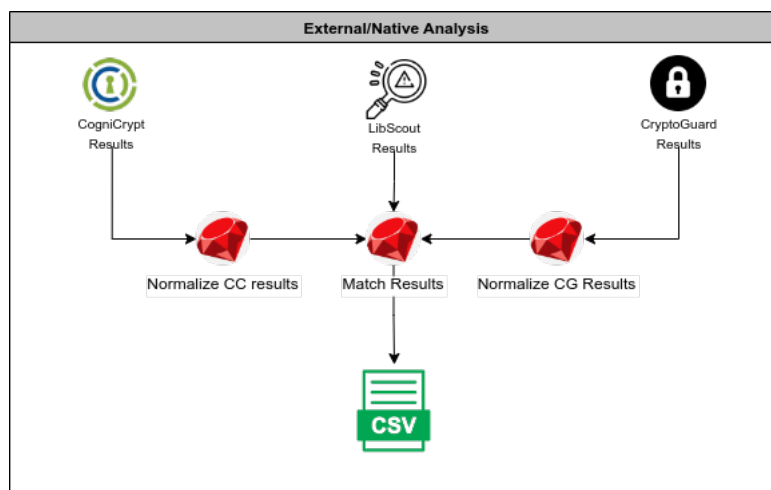 External/Native Analysis
CogniCrypt
Results
LibScout
Results
CryptoGuard
Results
Normalize CC results
Match Results
Normalize CG Results
CSV